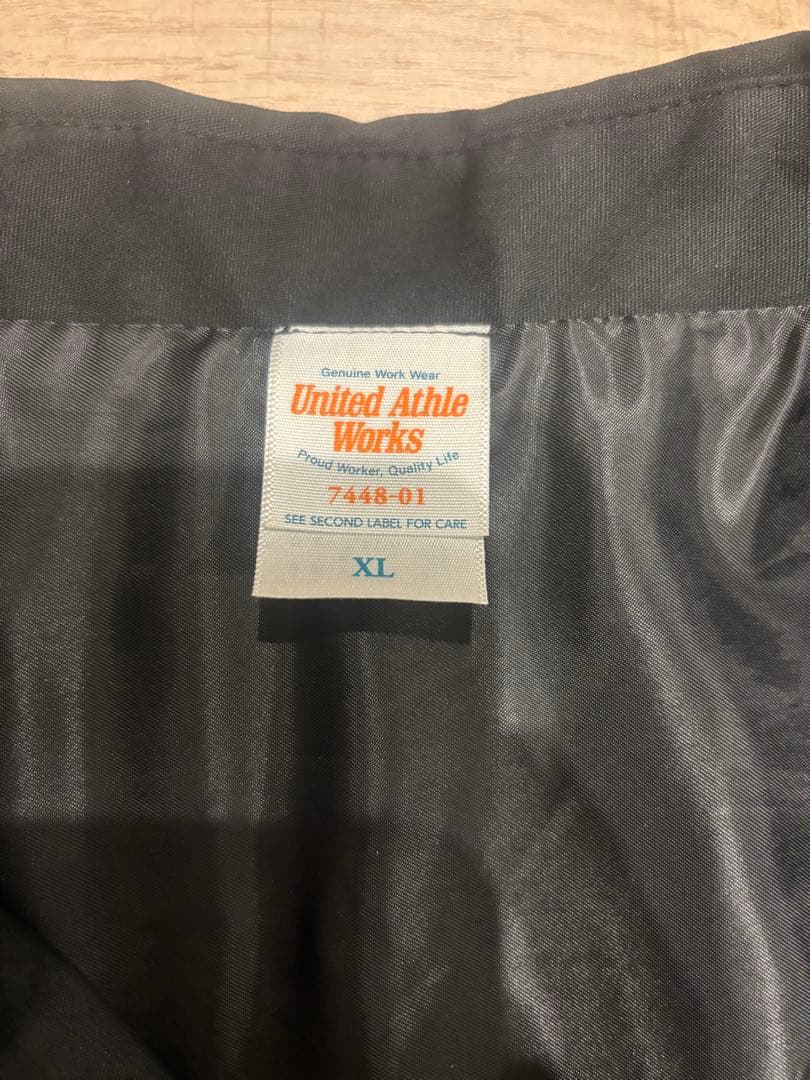 Genuine Work Wear
United Athle
Works
Proud Worker, Quality Life
7448-01
SEE SECOND LABEL FOR CARE
XL